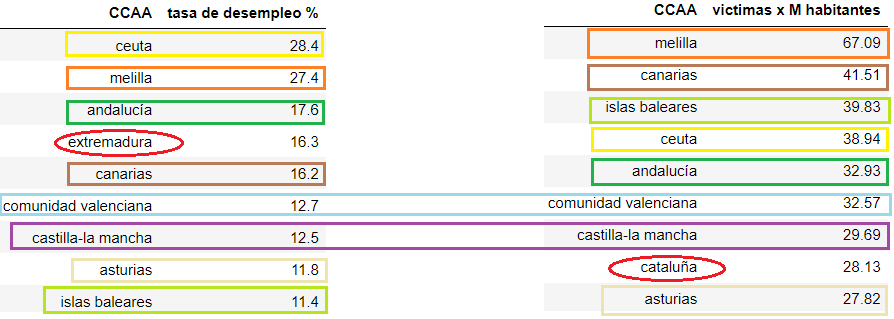 CCAA tasa de desempleo % CCAA victimas x M habitantes
ceuta 28.4 melilla 67.09
melilla 27.4 canarias 41.51
andalucía 17.6 islas baleares 39.83
extremadura 16.3 ceuta 38.94
canarias 16.2 andalucía 32.93
comunidad valenciana 12.7 comunidad valenciana 32.57
castilla-la mancha 12.5 castilla-la mancha 29.69
asturias 11.8 cataluña 28.13
islas baleares 11.4 asturias 27.82